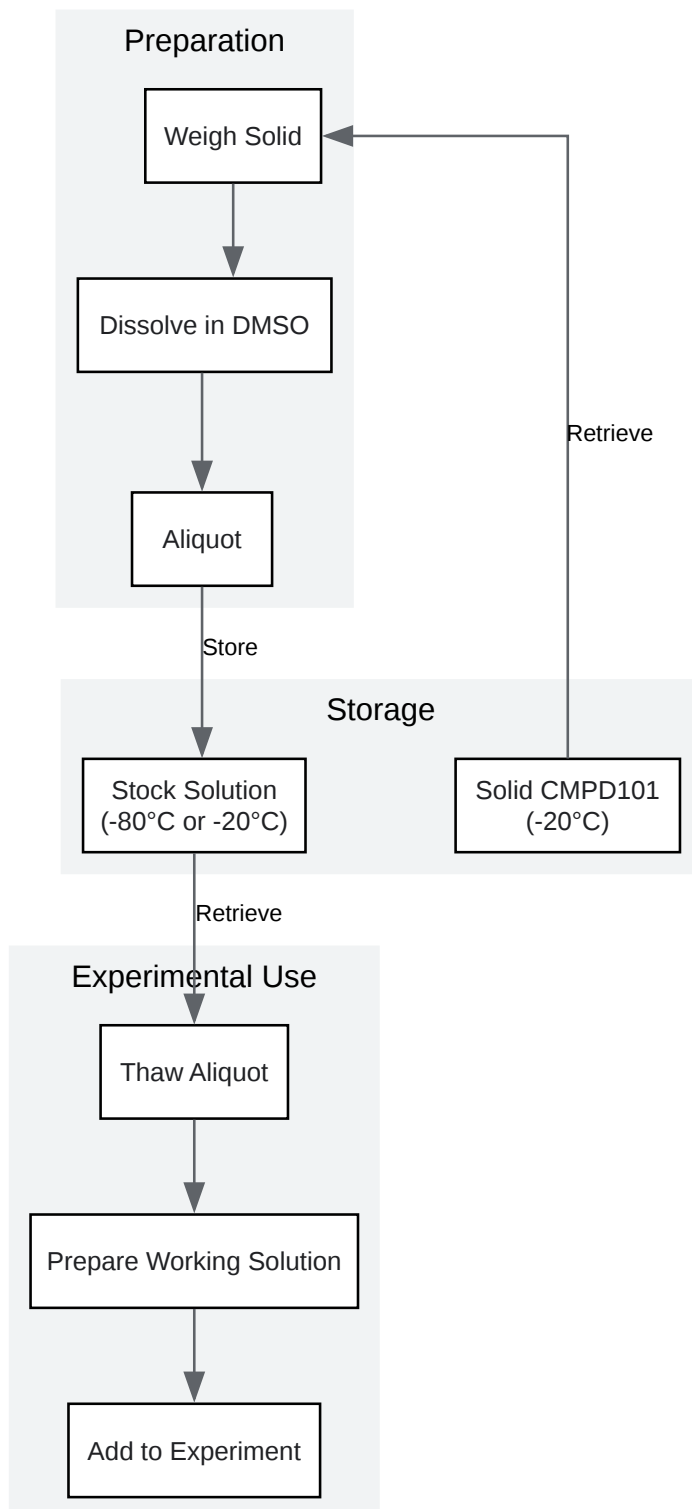 Preparation
Weigh Solid
Dissolve in DMSO
Retrieve
Aliquot
Store
Storage
Stock Solution
(-80°C or -20°C)
Solid CMPD101
(-20°C)
Retrieve
Experimental Use
Thaw Aliquot
Prepare Working Solution
Add to Experiment